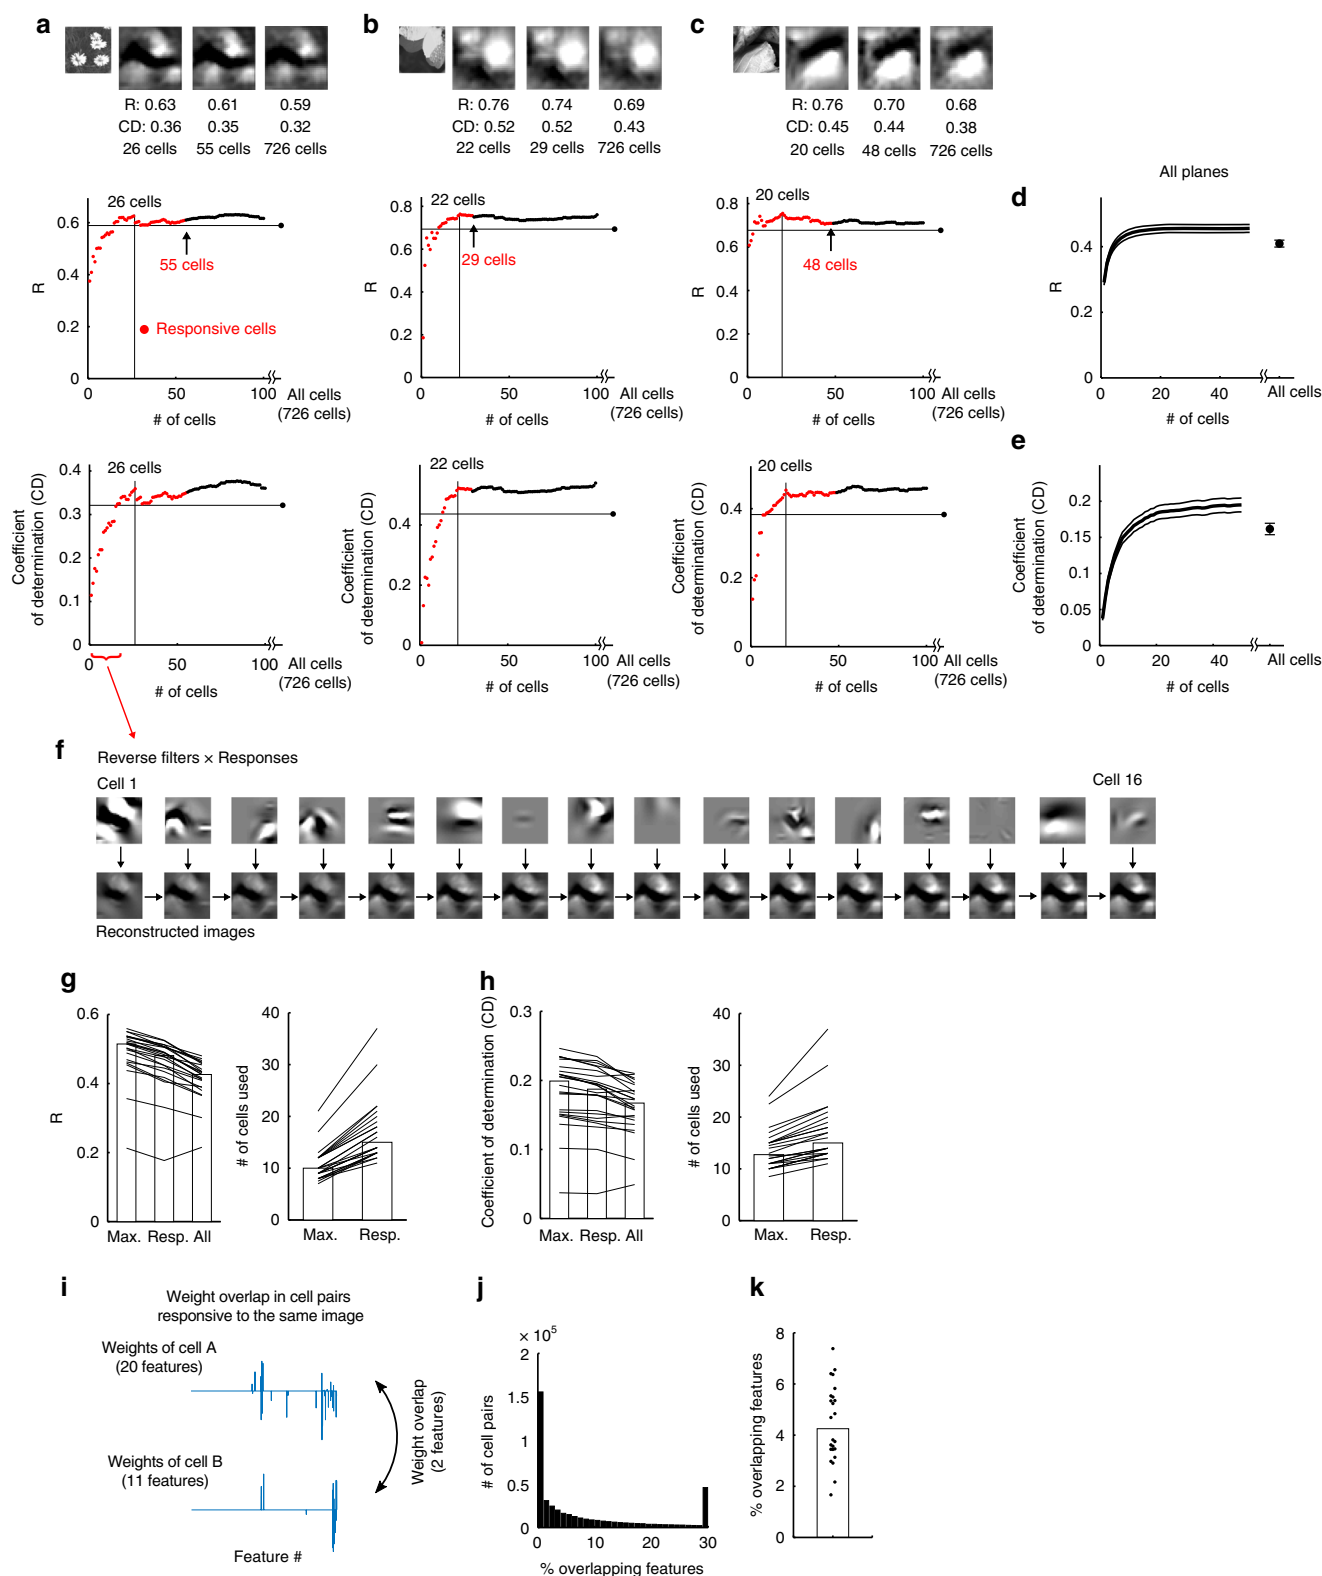 a
R: 0.63 0.61 0.59
CD: 0.36 0.35 0.32
26 cells 55 cells 726 cells
b
R: 0.76 0.74 0.69
CD: 0.52 0.52 0.43
22 cells 29 cells 726 cells
c
R: 0.76 0.70 0.68
CD: 0.45 0.44 0.38
20 cells 48 cells 726 cells
26 cells
0.6
0.4
0.2
0
R
55 cells
Responsive cells
0 50 100 All cells
(726 cells)
# of cells
22 cells
0.8
0.6
0.4
0.2
0
R
29 cells
0 50 100 All cells
(726 cells)
# of cells
20 cells
0.8
0.6
0.4
0.2
0
R
48 cells
0 50 100 All cells
(726 cells)
# of cells
d
All planes
0.4
0.2
0
R
0 20 40 All cells
# of cells
26 cells
0.4
0.3
0.2
0.1
0
Coefficient
of determination (CD)
0 50 100 All cells
(726 cells)
# of cells
22 cells
0.4
0.2
0
Coefficient
of determination (CD)
0 50 100 All cells
(726 cells)
# of cells
20 cells
0.4
0.2
0
Coefficient
of determination (CD)
0 50 100 All cells
(726 cells)
# of cells
e
0.2
0.15
0.1
0.05
0
Coefficient
of determination (CD)
0 20 40 All cells
# of cells
f
Reverse filters × Responses
Cell 1 Cell 16
Reconstructed images
g
0.6
0.4
0.2
0
R
Max. Resp. All
40
30
20
10
0
# of cells used
Max. Resp.
h
0.3
0.2
0.1
0
Coefficient of determination (CD)
Max. Resp. All
40
30
20
10
0
# of cells used
Max. Resp.
i
Weight overlap in cell pairs
responsive to the same image
Weights of cell A
(20 features)
Weights of cell B
(11 features)
Weight overlap
(2 features)
Feature #
j
× 10⁵
2
1.5
1
0.5
0
# of cell pairs
0 10 20 30
% overlapping features
k
8
6
4
2
0
% overlapping features